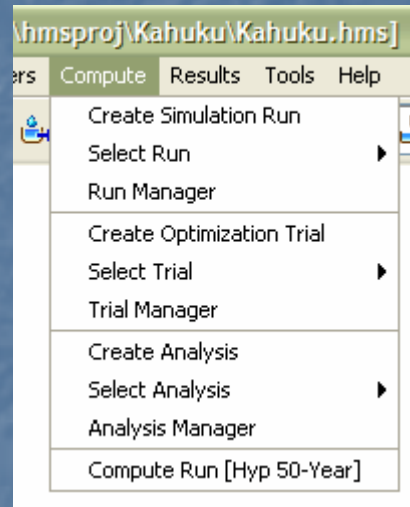 \hmsproj\Kahuku\Kahuku.hms]
ers Compute Results Tools Help
Create Simulation Run
Select Run
Run Manager
Create Optimization Trial
Select Trial
Trial Manager
Create Analysis
Select Analysis
Analysis Manager
Compute Run [Hyp 50-Year]